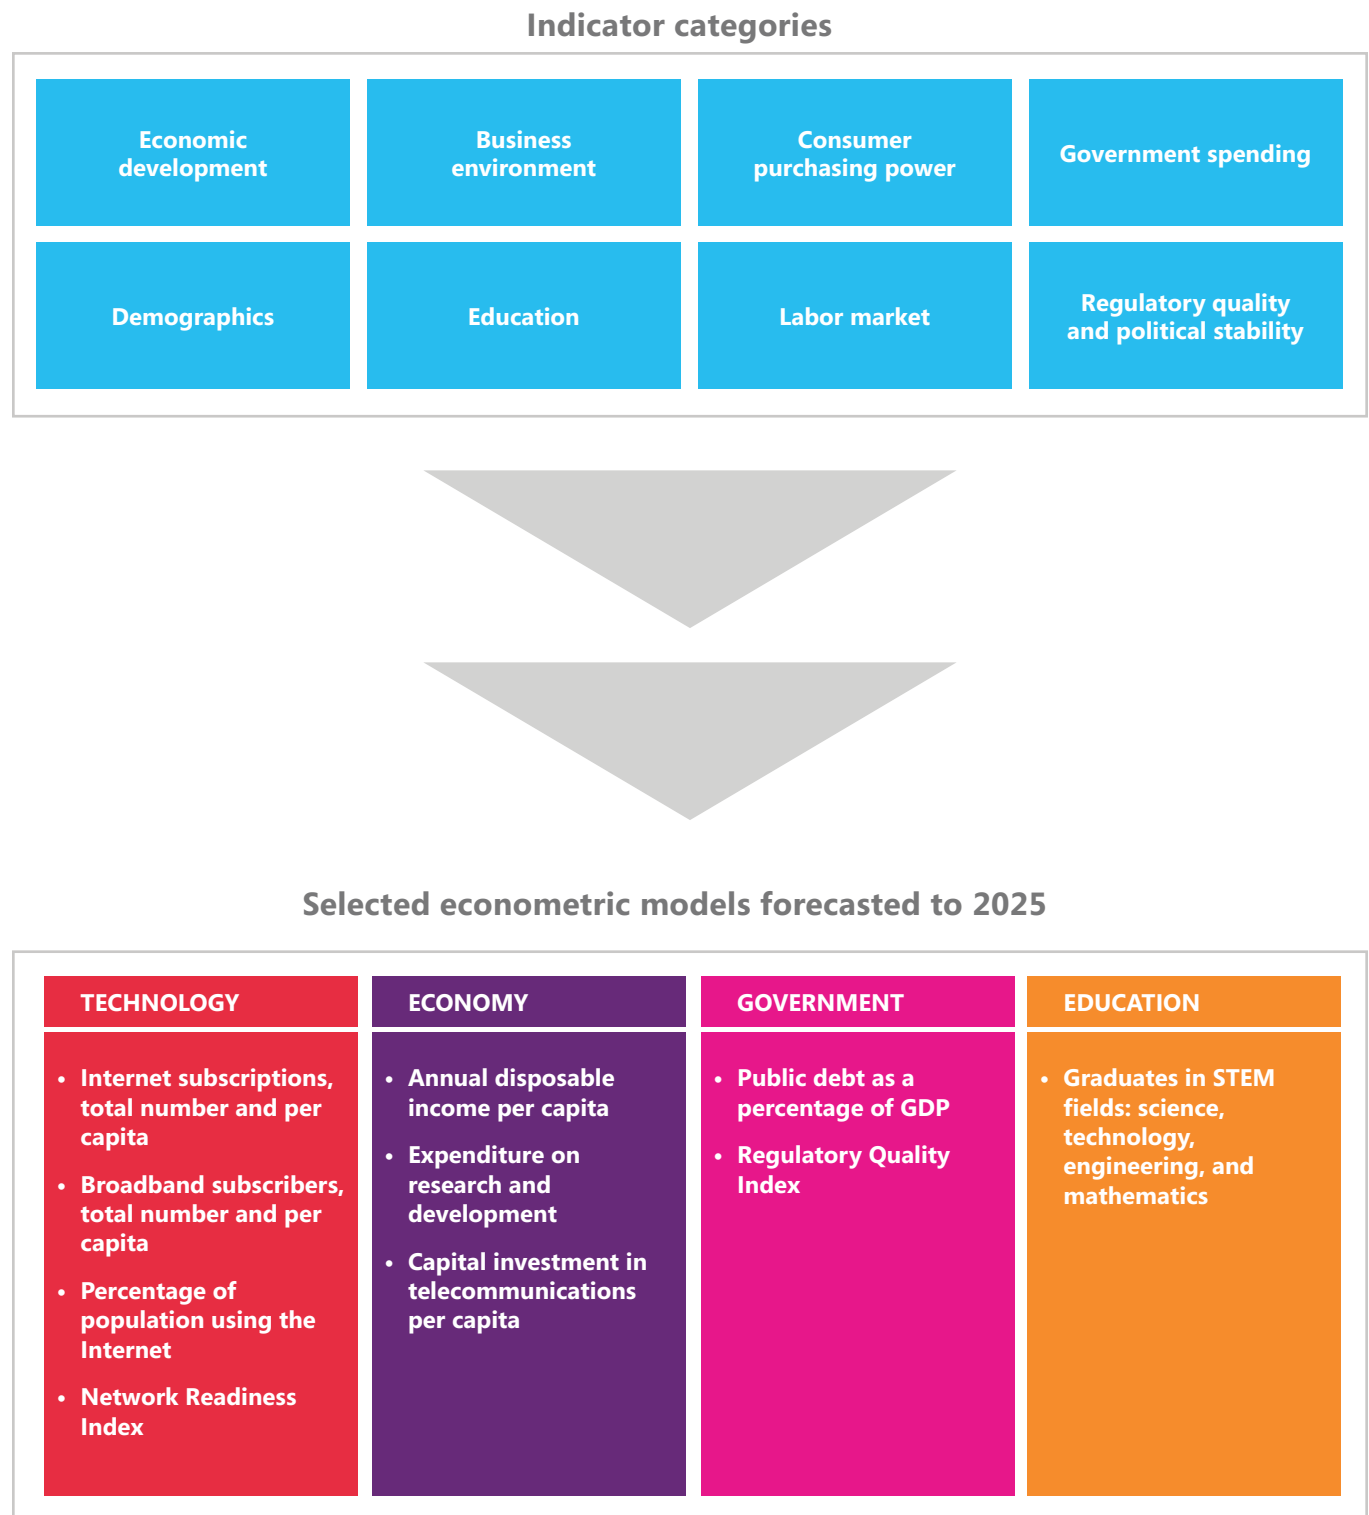 Indicator categories
Economic
development
Business
environment
Consumer
purchasing power
Government spending
Demographics
Education
Labor market
Regulatory quality
and political stability
Selected econometric models forecasted to 2025
TECHNOLOGY
• Internet subscriptions,
total number and per
capita
• Broadband subscribers,
total number and per
capita
• Percentage of
population using the
Internet
• Network Readiness
Index
ECONOMY
• Annual disposable
income per capita
• Expenditure on
research and
development
• Capital investment in
telecommunications
per capita
GOVERNMENT
• Public debt as a
percentage of GDP
• Regulatory Quality
Index
EDUCATION
• Graduates in STEM
fields: science,
technology,
engineering, and
mathematics